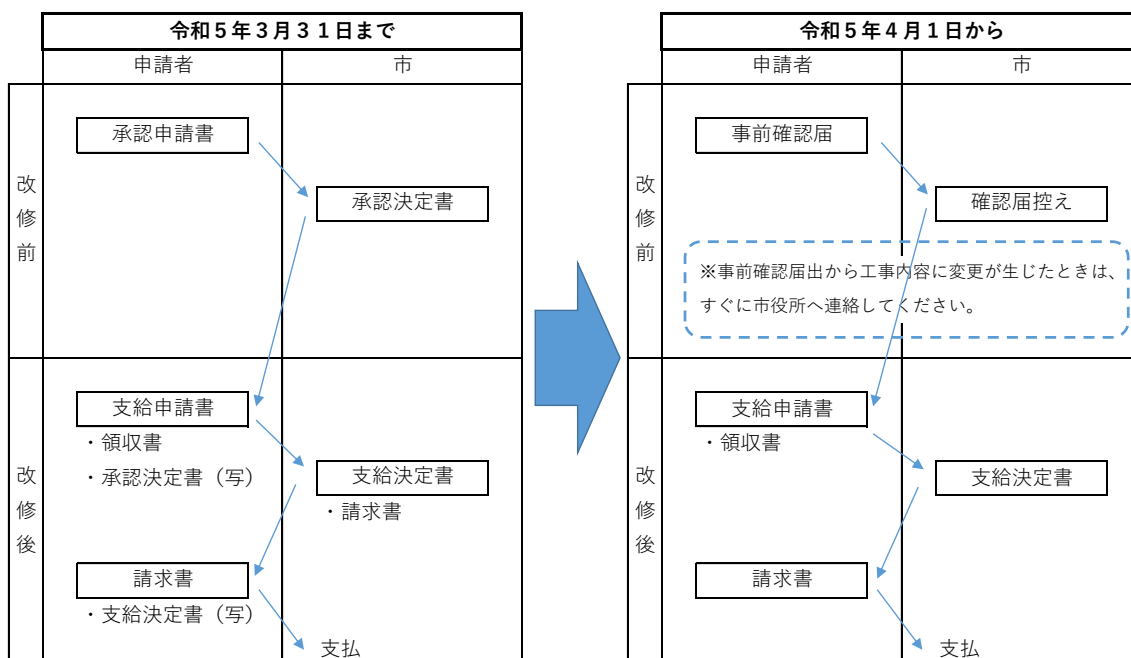 令和５年３月３１日まで
申請者
市
改修前
承認申請書
承認決定書
改修後
支給申請書
・領収書
・承認決定書（写）
支給決定書
・請求書
請求書
・支給決定書（写）
支払
令和５年４月１日から
申請者
市
改修前
事前確認届
確認届控え
※事前確認届出から工事内容に変更が生じたときは、
すぐに市役所へ連絡してください。
改修後
支給申請書
・領収書
支給決定書
請求書
支払